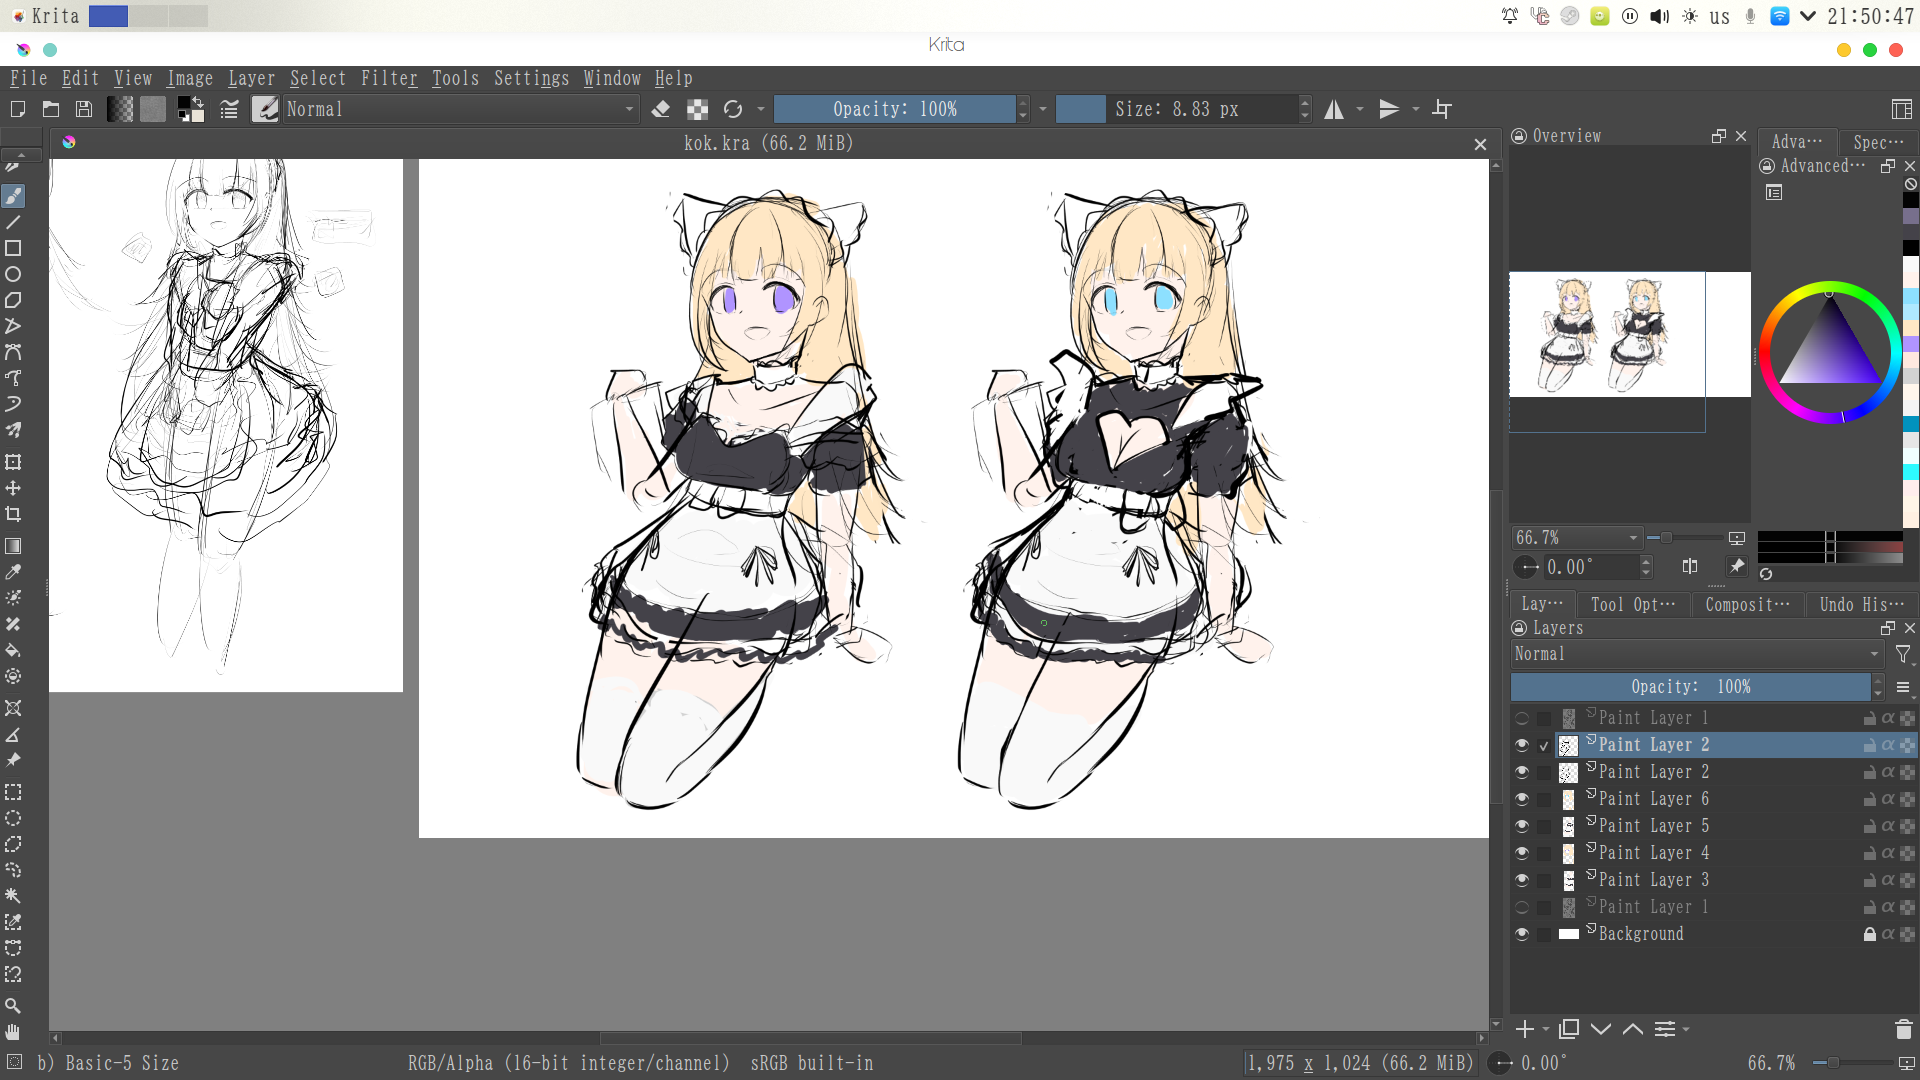 Krita
us
21:50:47
Krita
File Edit View Image Layer Select Filter Tools Settings Window Help
Normal
Opacity: 100%
Size: 8.83 px
kok.kra (66.2 MiB)
Overview
Adva···
Spec···
Advanced···
66.7%
0.00°
Lay···
Tool Opt···
Composit···
Undo His···
Layers
Normal
Opacity: 100%
Paint Layer 1
Paint Layer 2
Paint Layer 2
Paint Layer 6
Paint Layer 5
Paint Layer 4
Paint Layer 3
Paint Layer 1
Background
b) Basic-5 Size
RGB/Alpha (16-bit integer/channel) sRGB built-in
1,975 x 1,024 (66.2 MiB)
0.00°
66.7%